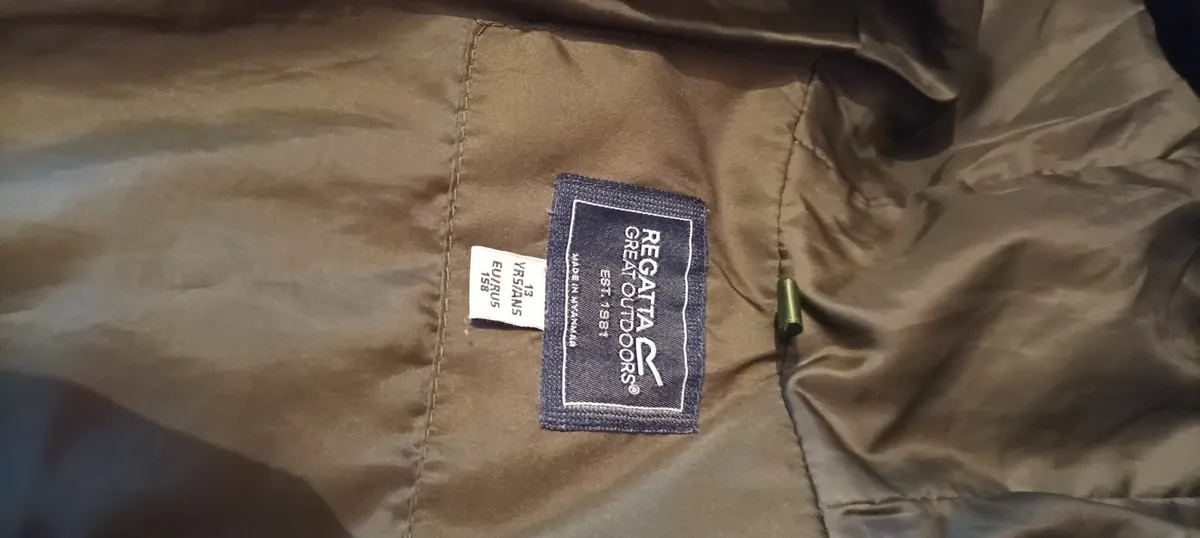 REGATTA
GREAT OUTDOORS®
EST. 1981
MADE IN MYANMAR
13
YRS/ANS
EU/RUS
158